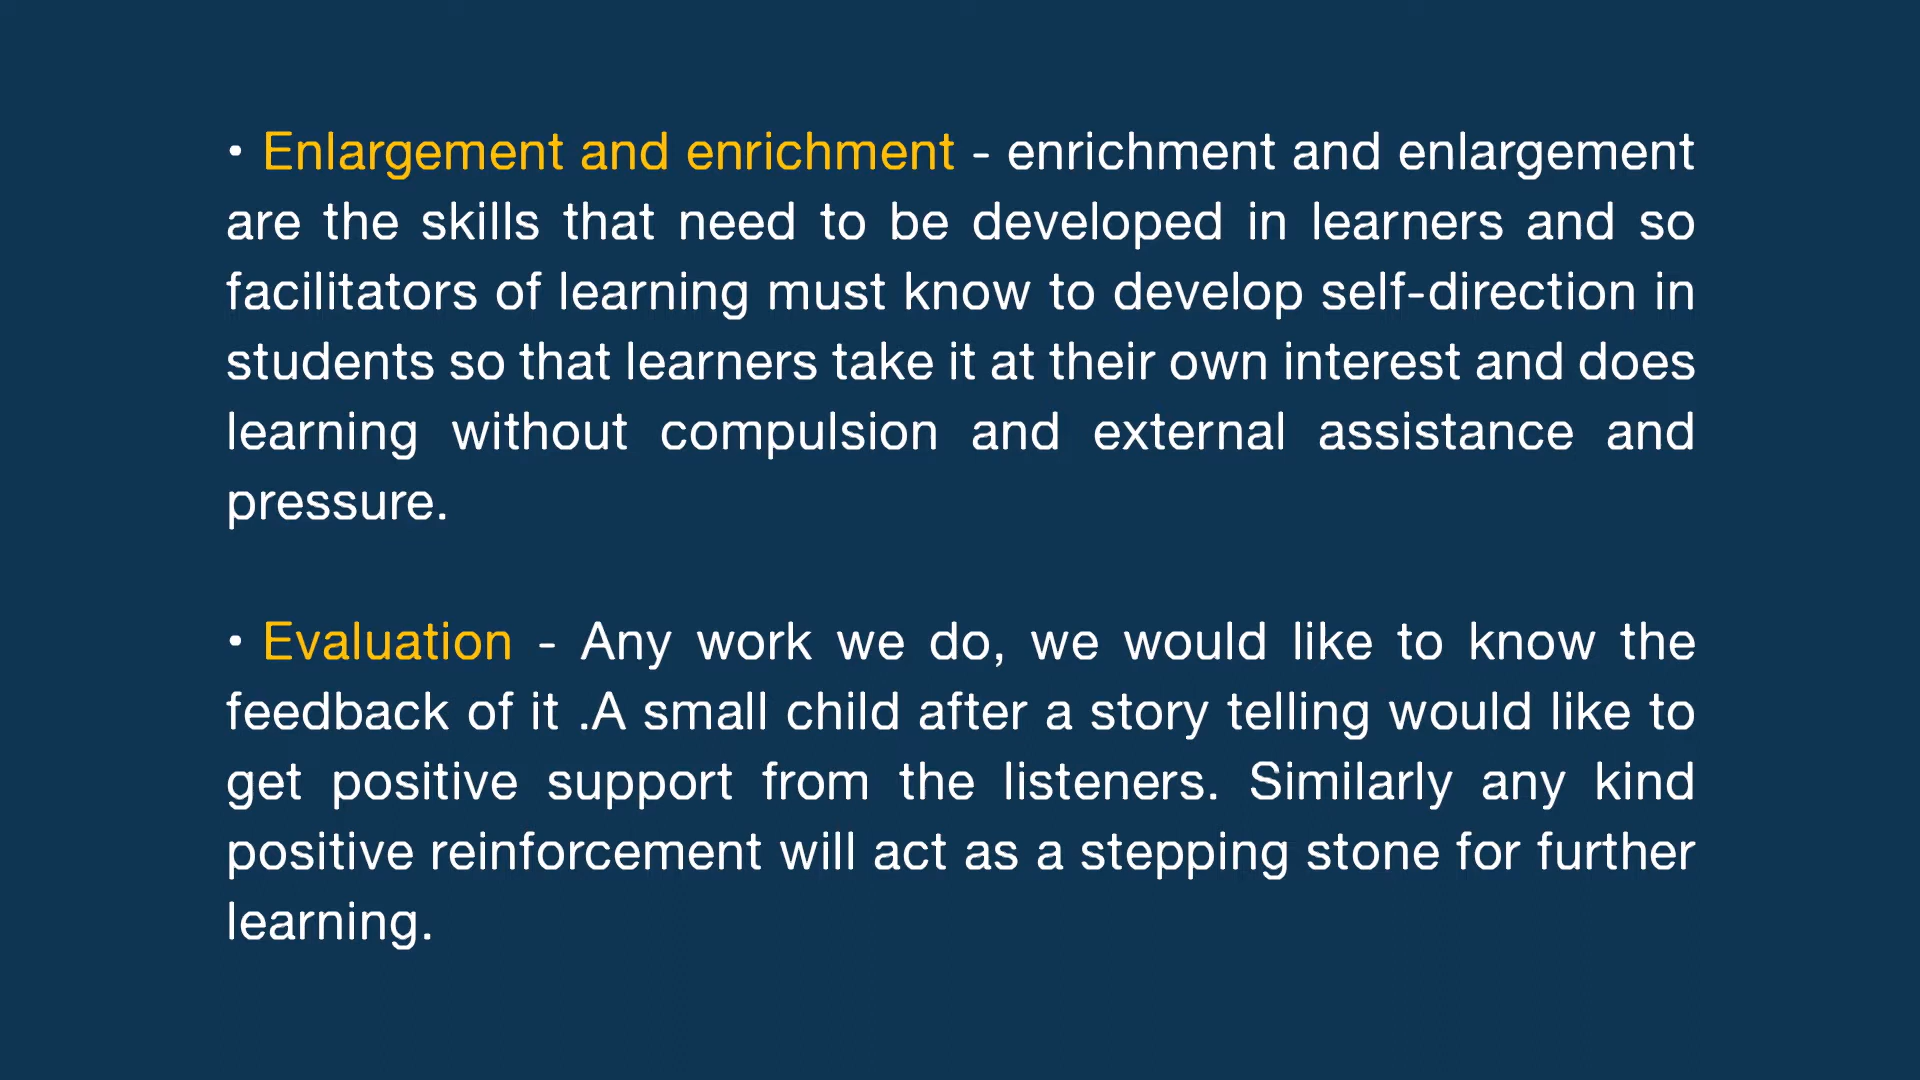 • Enlargement and enrichment - enrichment and enlargement
are the skills that need to be developed in learners and so
facilitators of learning must know to develop self-direction in
students so that learners take it at their own interest and does
learning without compulsion and external assistance and
pressure.
• Evaluation - Any work we do, we would like to know the
feedback of it .A small child after a story telling would like to
get positive support from the listeners. Similarly any kind
positive reinforcement will act as a stepping stone for further
learning.